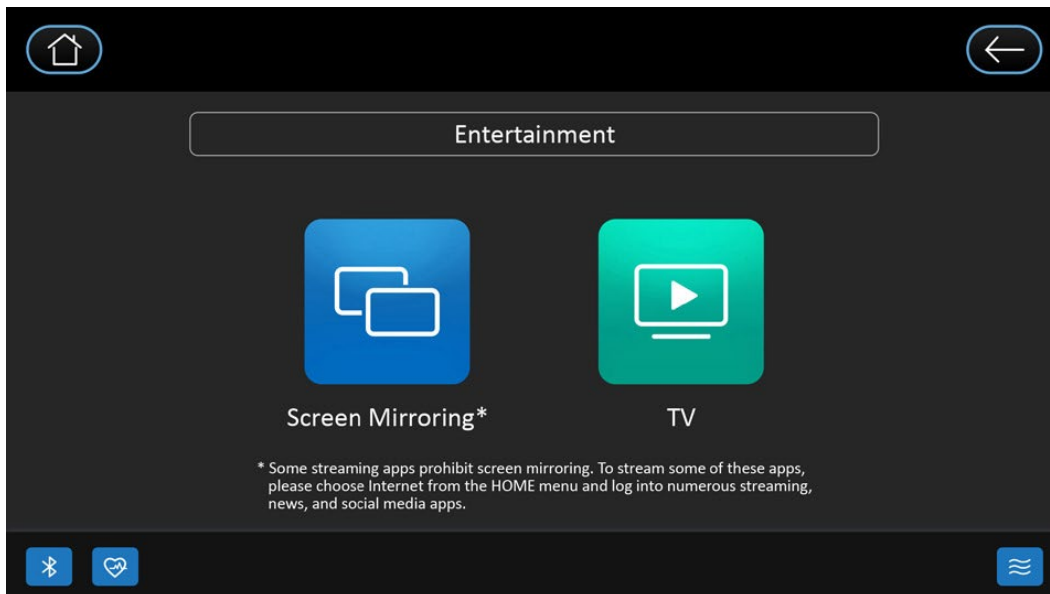 Entertainment
Screen Mirroring*
TV
* Some streaming apps prohibit screen mirroring. To stream some of these apps,
please choose Internet from the HOME menu and log into numerous streaming,
news, and social media apps.